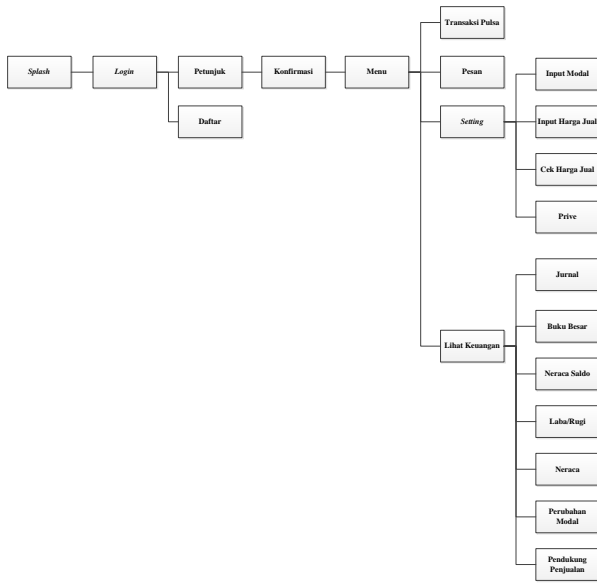 Transaksi Pulsa
Splash
Login
Petunjuk
Konfirmasi
Menu
Pesan
Input Modal
Daftar
Setting
Input Harga Jual
Cek Harga Jual
Prive
Jurnal
Buku Besar
Lihat Keuangan
Neraca Saldo
Laba/Rugi
Neraca
Perubahan
Modal
Pendukung
Penjualan